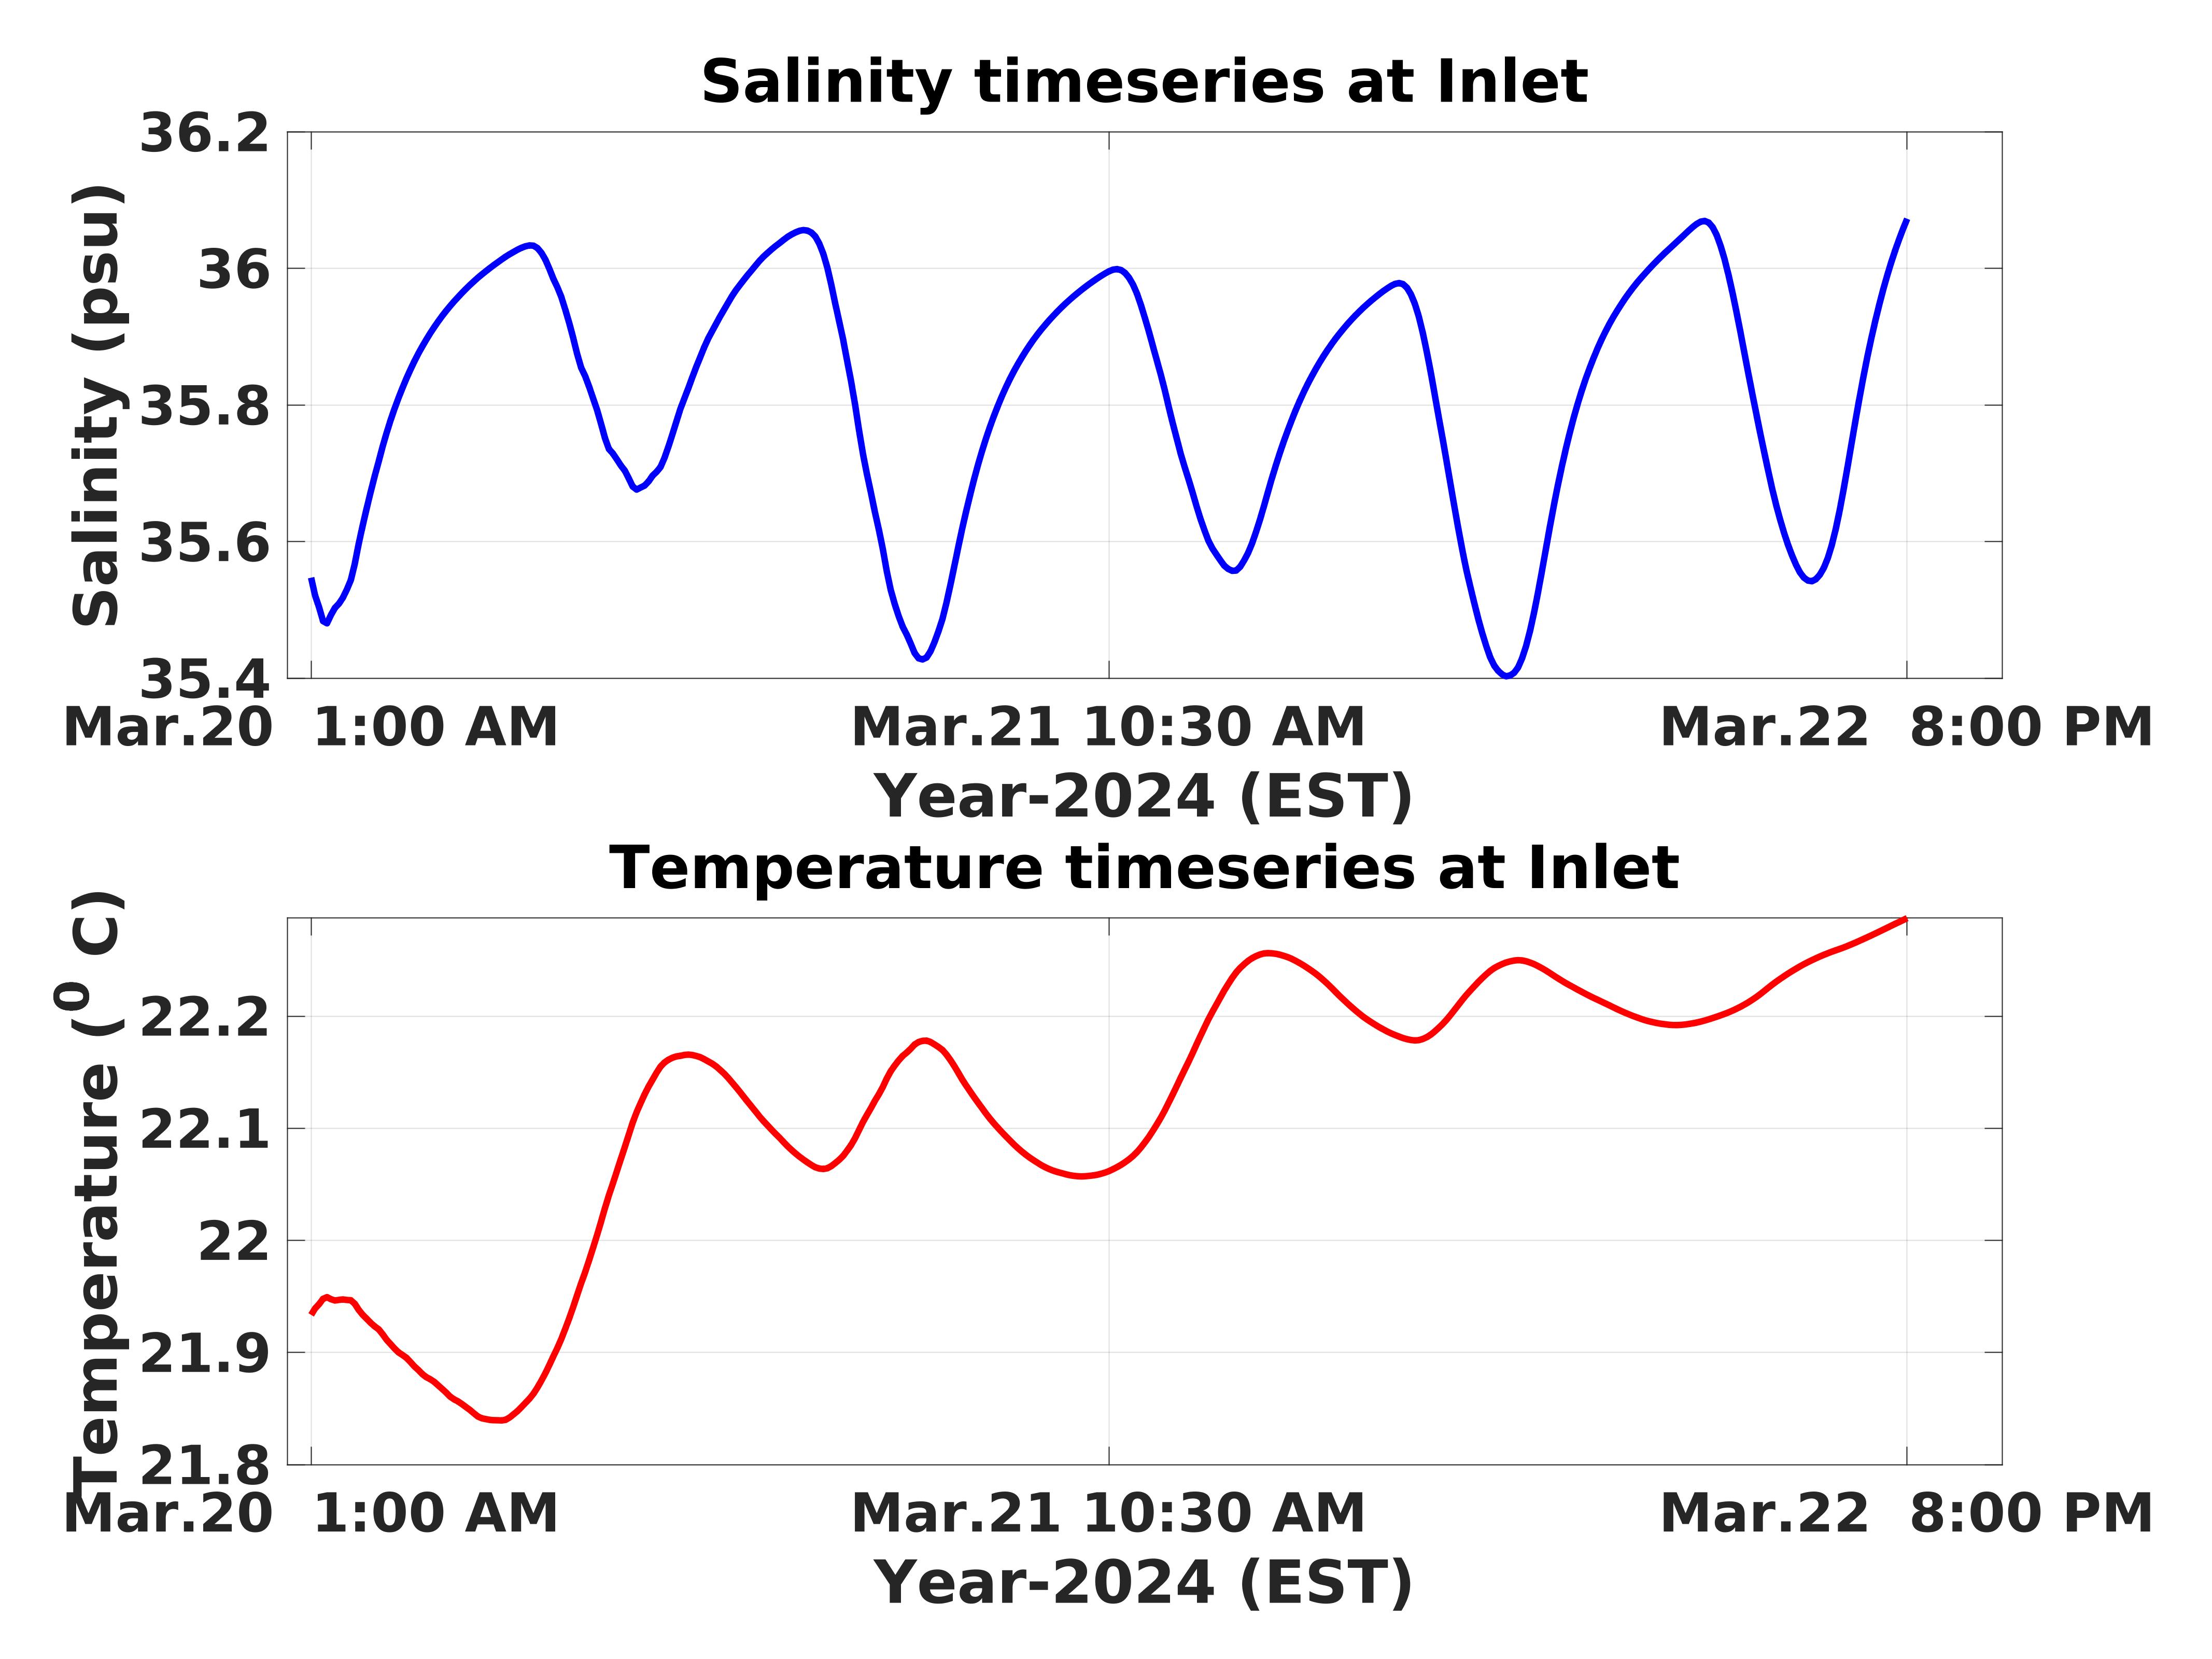 Salinity timeseries at Inlet
Salinity (psu)
36.2
36
35.8
35.6
35.4
Mar.20  1:00 AM
Mar.21 10:30 AM
Mar.22  8:00 PM
Year-2024 (EST)
Temperature timeseries at Inlet
Temperature (⁰ C)
22.2
22.1
22
21.9
21.8
Mar.20  1:00 AM
Mar.21 10:30 AM
Mar.22  8:00 PM
Year-2024 (EST)